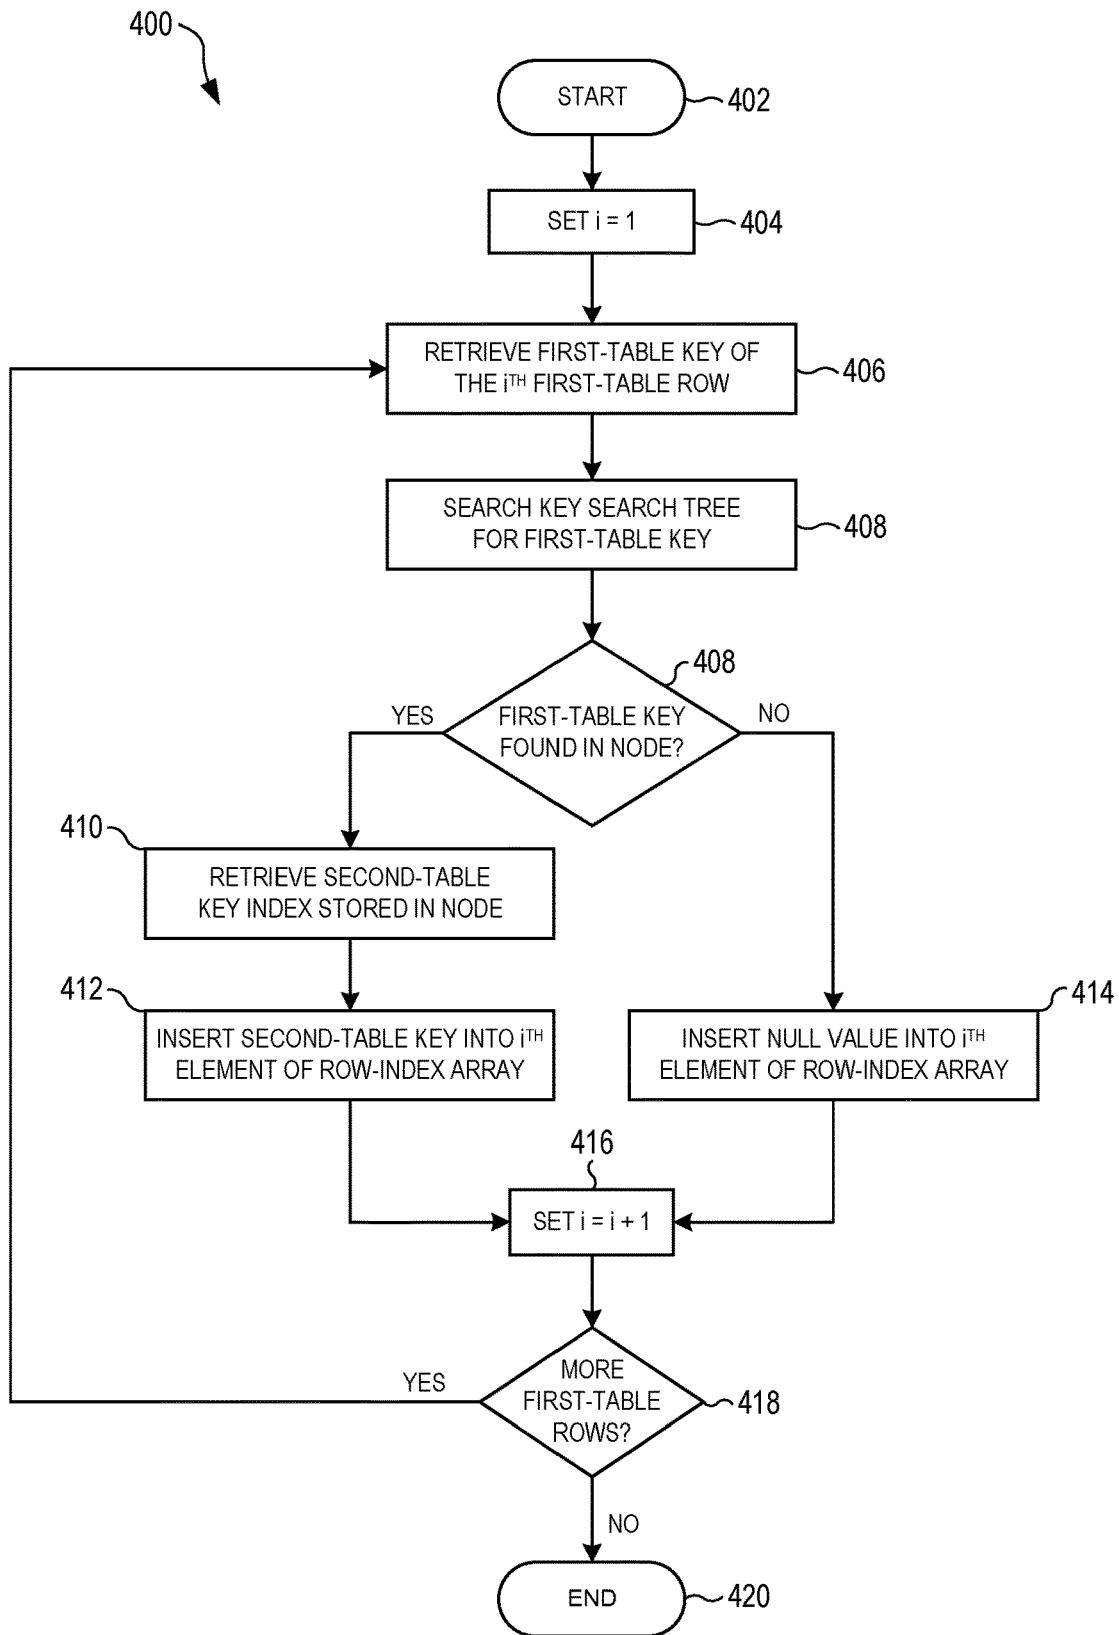 400
START
402
SET i = 1
404
RETRIEVE FIRST-TABLE KEY OF
THE iTH FIRST-TABLE ROW
406
SEARCH KEY SEARCH TREE
FOR FIRST-TABLE KEY
408
408
YES
FIRST-TABLE KEY
FOUND IN NODE?
NO
410
RETRIEVE SECOND-TABLE
KEY INDEX STORED IN NODE
412
INSERT SECOND-TABLE KEY INTO iTH
ELEMENT OF ROW-INDEX ARRAY
414
INSERT NULL VALUE INTO iTH
ELEMENT OF ROW-INDEX ARRAY
416
SET i = i + 1
YES
MORE
FIRST-TABLE
ROWS?
418
NO
END
420